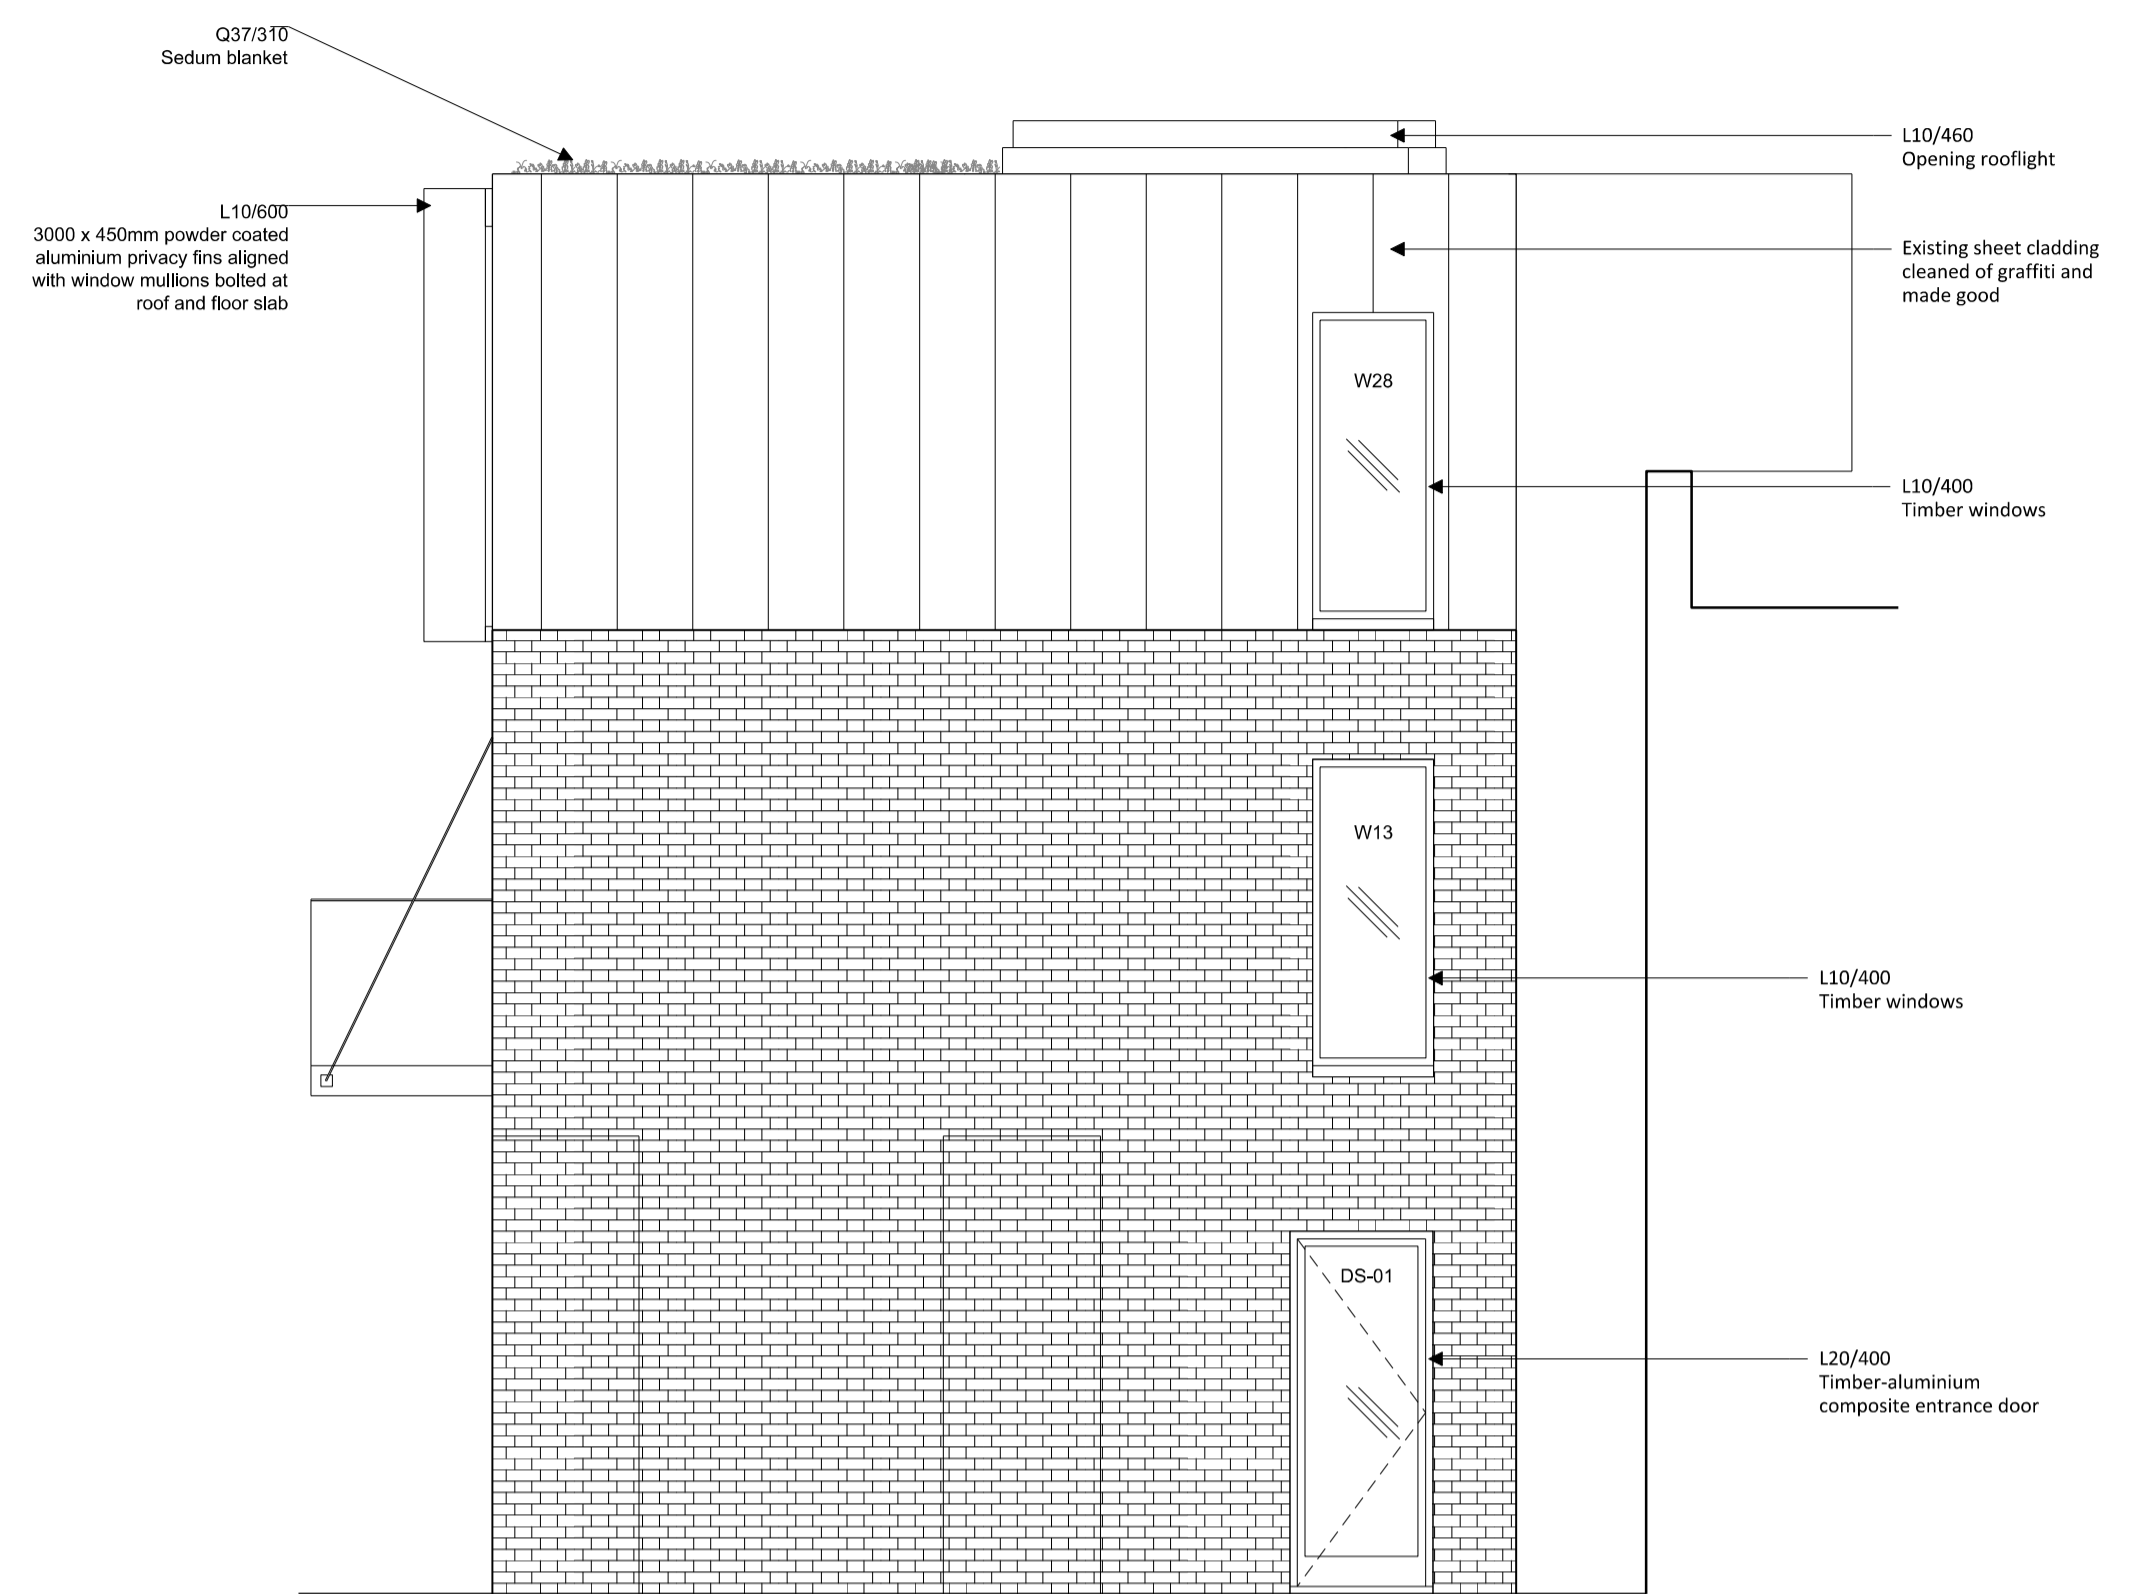 Q37/310
Sedum blanket
L10/600
3000 x 450mm powder coated
aluminium privacy fins aligned
with window mullions bolted at
roof and floor slab
L10/460
Opening rooflight
Existing sheet cladding
cleaned of graffiti and
made good
W28
L10/400
Timber windows
W13
L10/400
Timber windows
DS-01
L20/400
Timber-aluminium
composite entrance door